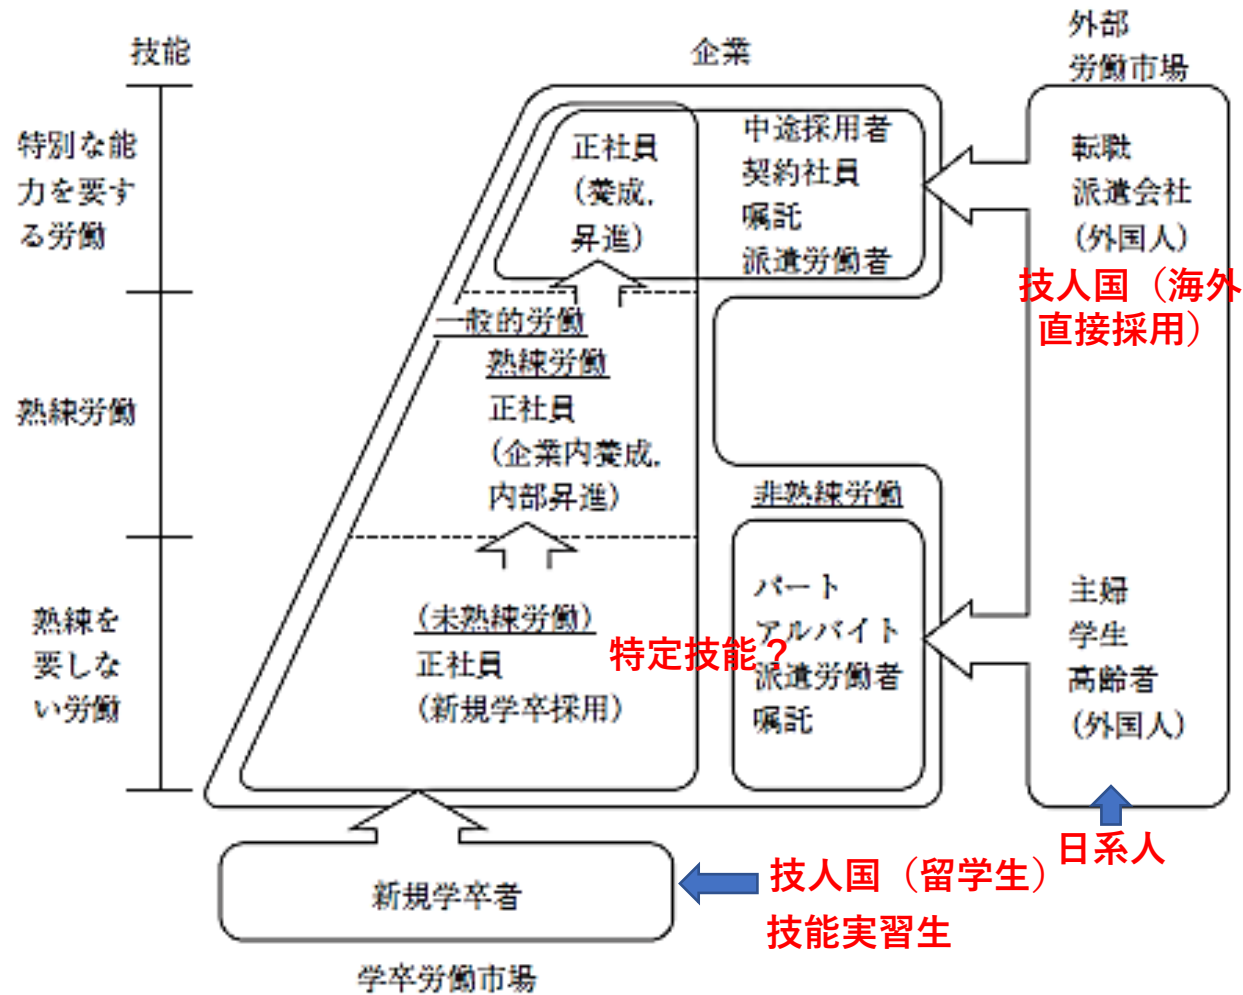 技能
企業
外部
労働市場
特別な能
力を要す
る労働
正社員
(養成,
昇進)
中途採用者
契約社員
嘱託
派遣労働者
転職
派遣会社
(外国人)
技人国（海外
直接採用）
一般的労働
熟練労働
熟練労働
正社員
(企業内養成,
内部昇進)
非熟練労働
熟練を
要しな
い労働
(未熟練労働)
正社員
(新規学卒採用)
特定技能？
パート
アルバイト
派遣労働者
嘱託
主婦
学生
高齢者
(外国人)
日系人
新規学卒者
技人国（留学生）
技能実習生
学卒労働市場